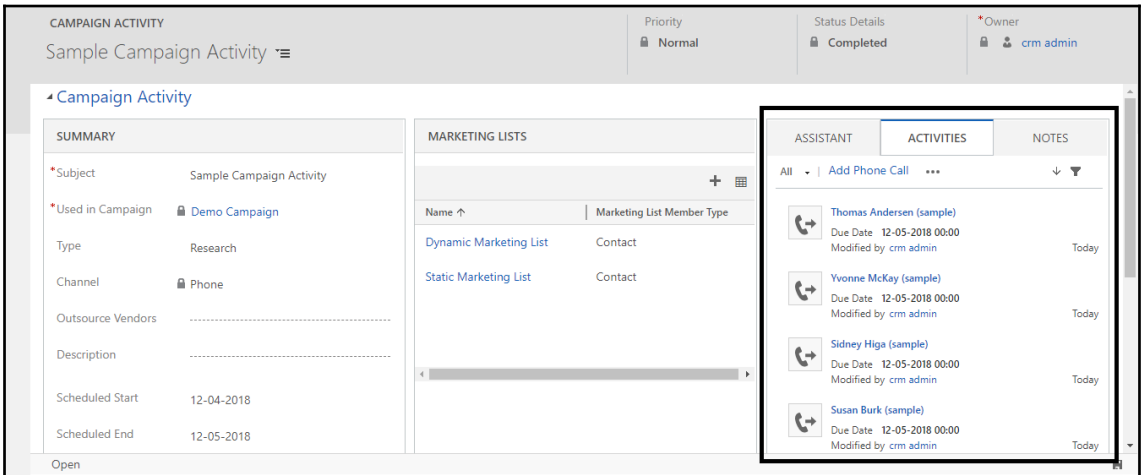 CAMPAIGN ACTIVITY
Sample Campaign Activity
Priority
Normal
Status Details
Completed
*Owner
crm admin
Campaign Activity
SUMMARY
*Subject Sample Campaign Activity
*Used in Campaign Demo Campaign
Type Research
Channel Phone
Outsource Vendors
Description
Scheduled Start 12-04-2018
Scheduled End 12-05-2018
MARKETING LISTS
Name ↑ Marketing List Member Type
Dynamic Marketing List Contact
Static Marketing List Contact
ASSISTANT ACTIVITIES NOTES
All | Add Phone Call •••
Thomas Andersen (sample)
Due Date 12-05-2018 00:00
Modified by crm admin Today
Yvonne McKay (sample)
Due Date 12-05-2018 00:00
Modified by crm admin Today
Sidney Higa (sample)
Due Date 12-05-2018 00:00
Modified by crm admin Today
Susan Burk (sample)
Due Date 12-05-2018 00:00
Modified by crm admin Today
Open